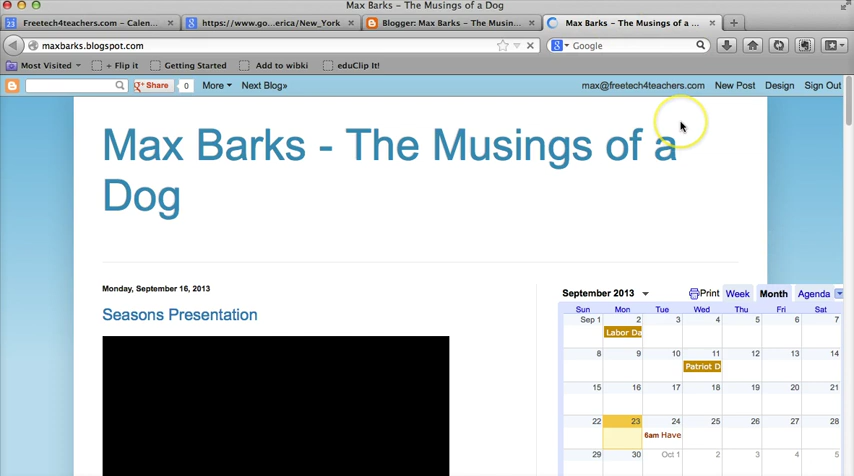 Max Barks - The Musings of a Dog
Freetech4teachers.com - Calen...
https://www.go...erica/New_York
Blogger: Max Barks - The Musin...
Max Barks - The Musings of a ...
maxbarks.blogspot.com
Google
Most Visited
+ Flip it
Getting Started
Add to wibki
eduClip It!
Share 0
More
Next Blog»
max@freetech4teachers.com
New Post
Design
Sign Out
Max Barks - The Musings of a
Dog
Monday, September 16, 2013
Seasons Presentation
September 2013 Print Week Month Agenda
Sun Mon Tue Wed Thu Fri Sat
Sep 1 2 3 4 5 6 7
Labor Da
8 9 10 11 12 13 14
Patriot D
15 16 17 18 19 20 21
22 23 24 25 26 27 28
6am Have
29 30 Oct 1 2 3 4 5